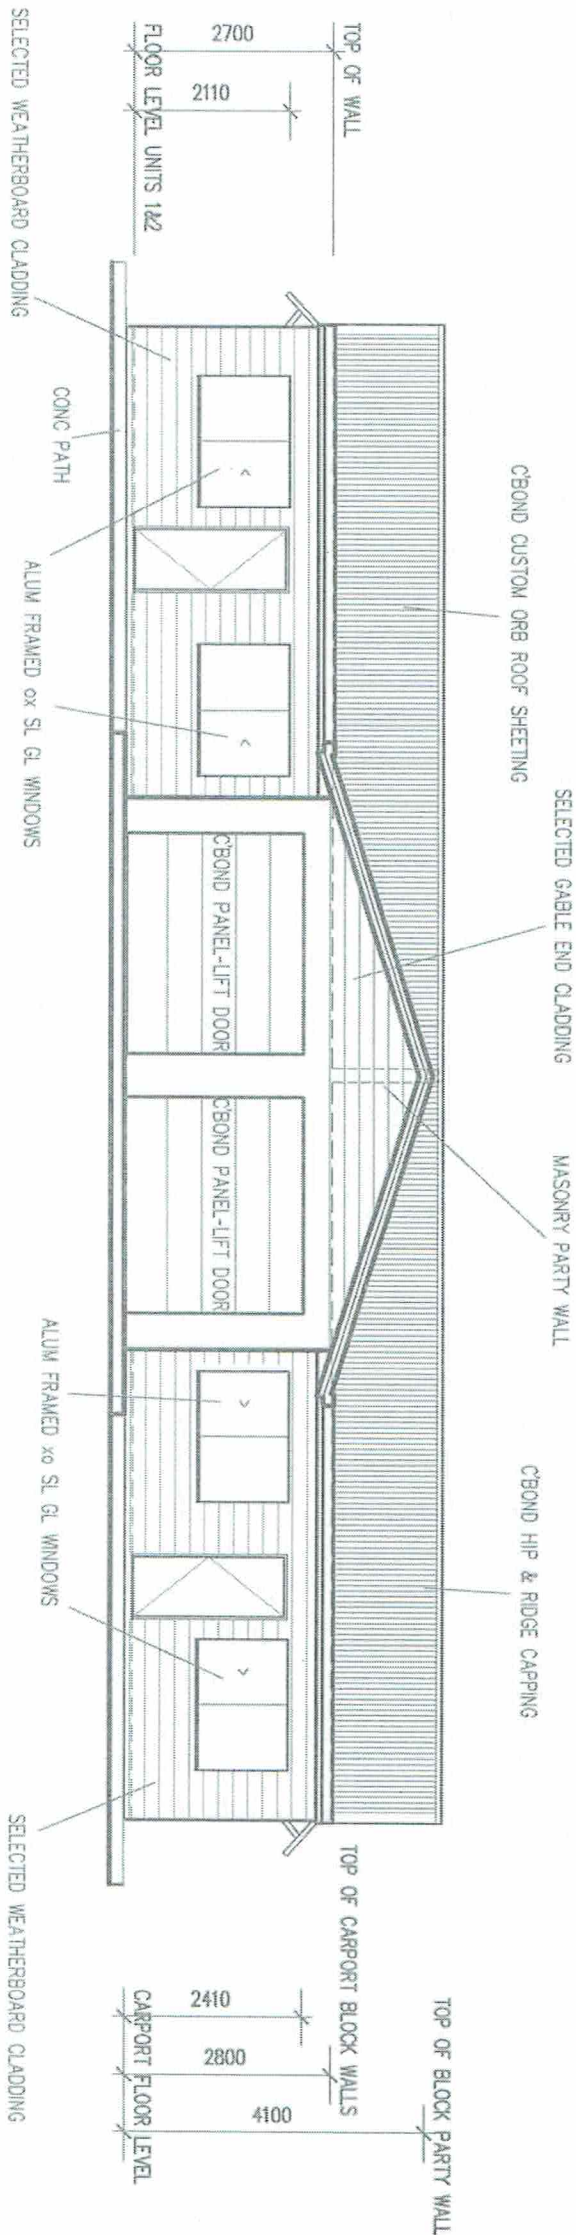 TOP OF WALL
2700
2110
FLOOR LEVEL UNITS 1&2
SELECTED WEATHERBOARD CLADDING
CONC PATH
ALUM FRAMED ox SL GL WINDOWS
C'BOND CUSTOM ORB ROOF SHEETING
SELECTED GABLE END CLADDING
MASONRY PARTY WALL
C'BOND HIP & RIDGE CAPPING
C'BOND PANEL-LIFT DOOR
C'BOND PANEL-LIFT DOOR
ALUM FRAMED xo SL GL WINDOWS
SELECTED WEATHERBOARD CLADDING
TOP OF BLOCK PARTY WALL
TOP OF CARPORT BLOCK WALLS
2410
2800
4100
CARPORT FLOOR LEVEL